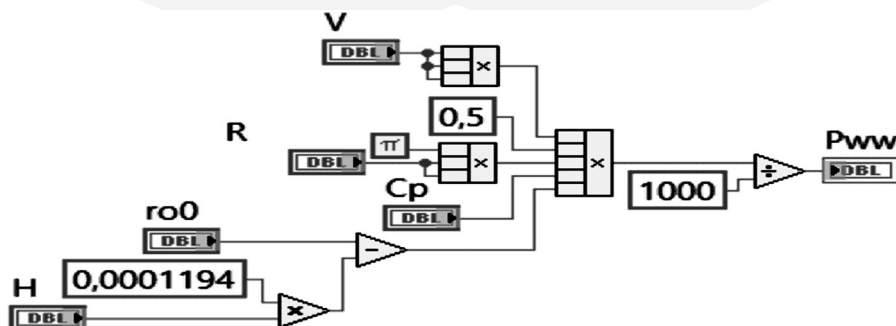 V
DBL
×
0,5
R
π
DBL
×
×
Pww
÷
DBL
1000
Cp
DBL
ro0
DBL
−
0,0001194
H
DBL
×